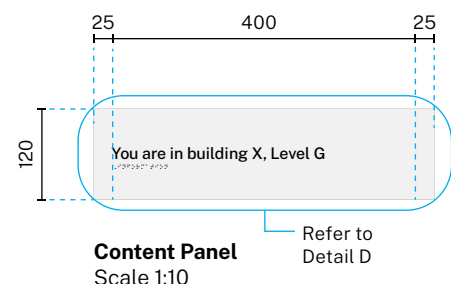 25 400 25
120
You are in building X, Level G
Refer to
Detail D
Content Panel
Scale 1:10